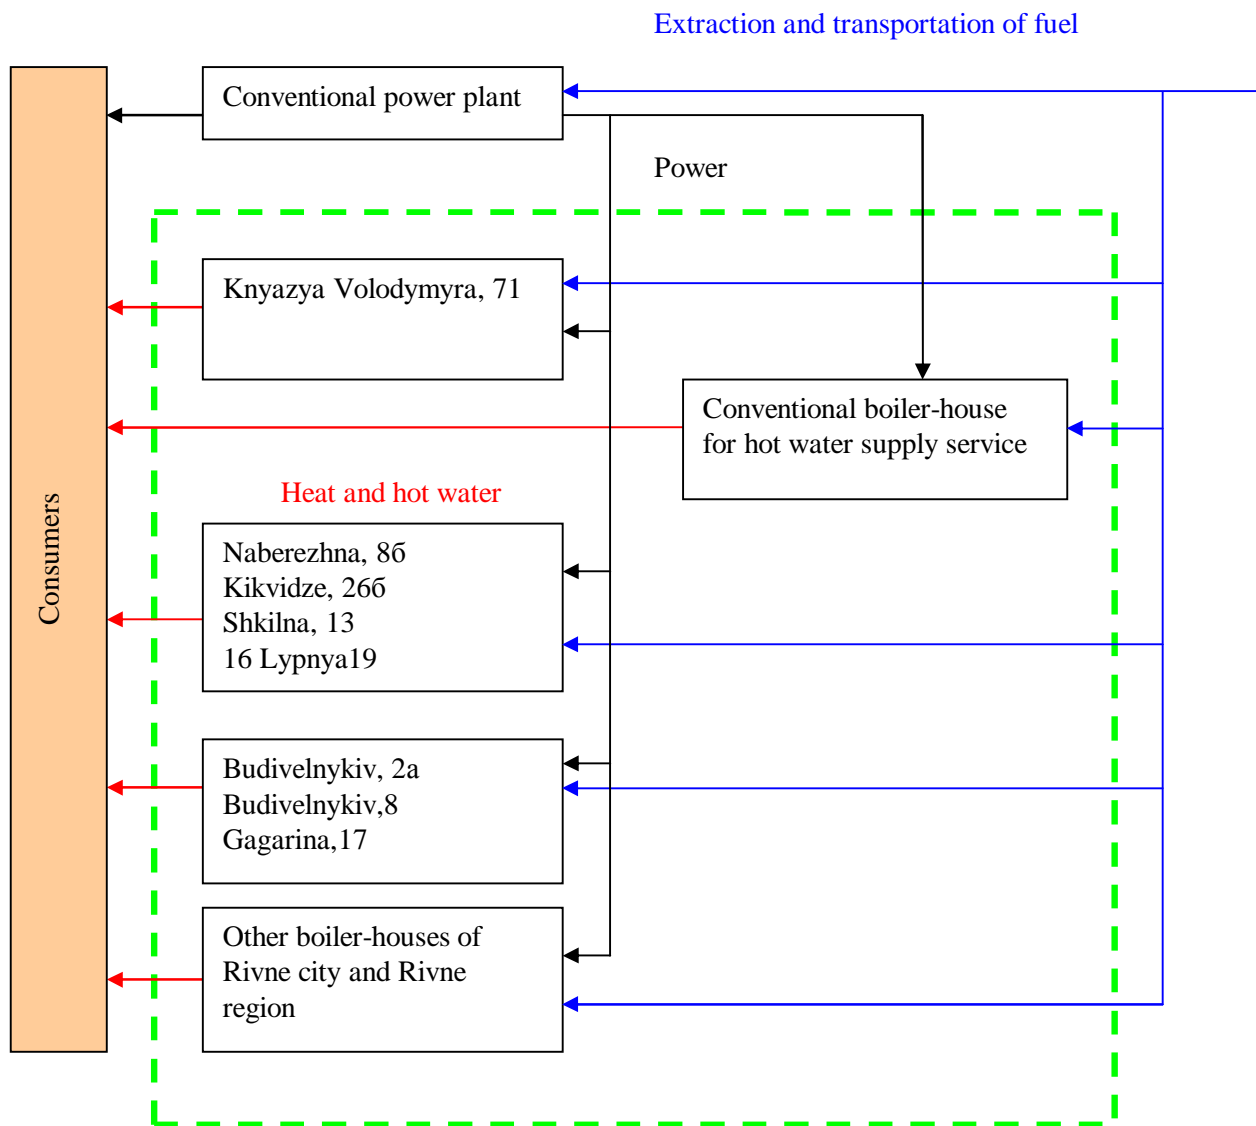 Extraction and transportation of fuel
Conventional power plant
Power
Knyazya Volodymyra, 71
Conventional boiler-house
for hot water supply service
Heat and hot water
Consumers
Naberezhna, 8б
Kikvidze, 26б
Shkilna, 13
16 Lypnya19
Budivelnykiv, 2a
Budivelnykiv,8
Gagarina,17
Other boiler-houses of
Rivne city and Rivne
region